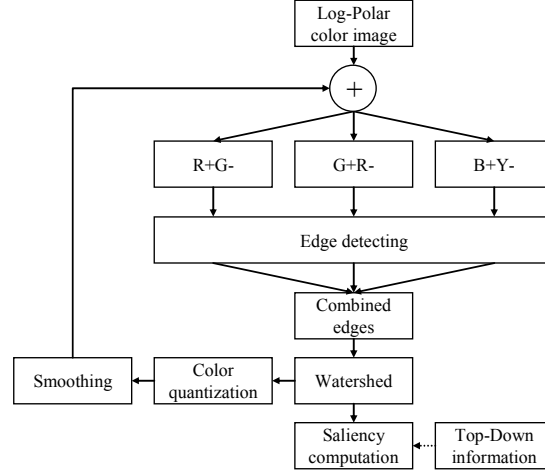 Log-Polar
color image
+
R+G-
G+R-
B+Y-
Edge detecting
Combined
edges
Smoothing
Color
quantization
Watershed
Saliency
computation
Top-Down
information